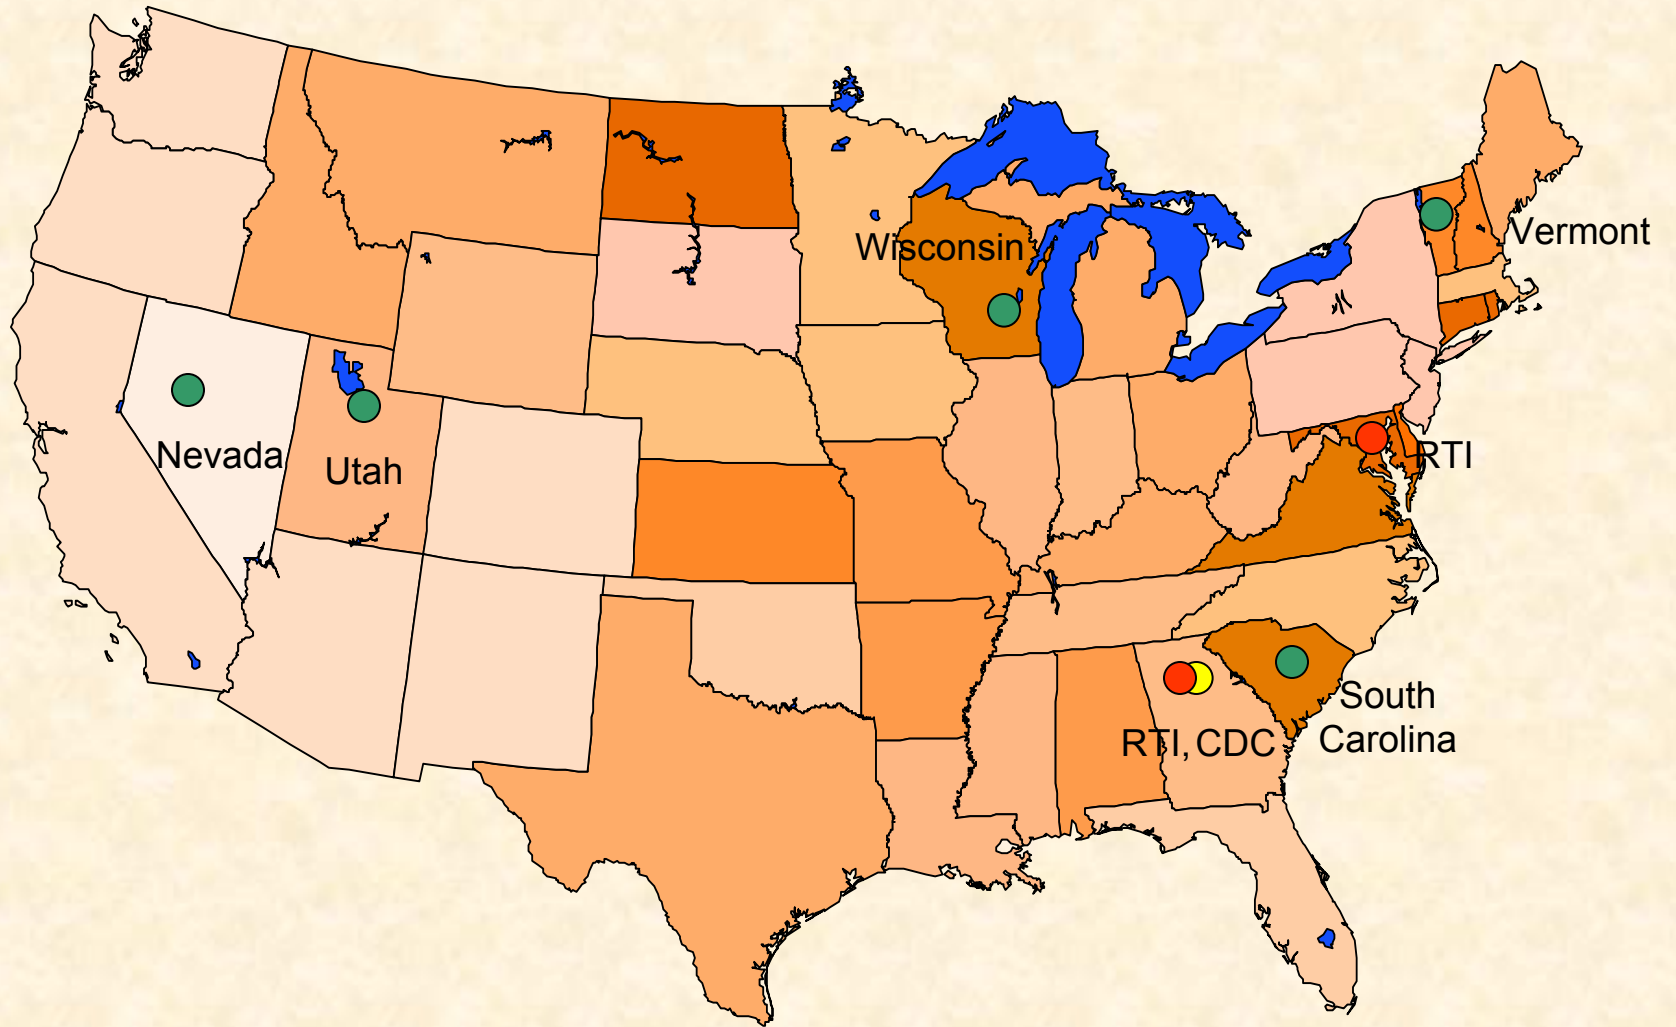 Wisconsin
Vermont
Nevada
Utah
RTI
South
Carolina
RTI, CDC